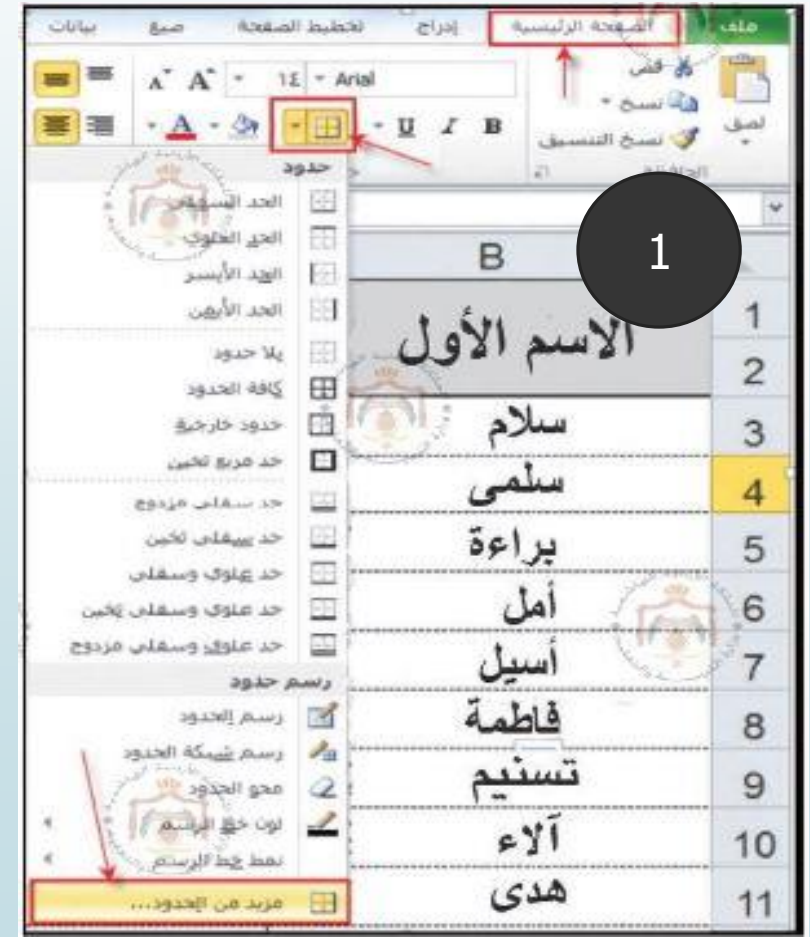 ملف الصفحة الرئيسية إدراج تخطيط الصفحة صيغ بيانات
قص
Arial ١٤ A A
نسخ
لصق
نسخ التنسيق B I U A
الحافظة
حدود
الحد السفلي
الحد العلوي
الحد الأيسر
الحد الأيمن
بلا حدود
كافة الحدود
حدود خارجية
حد مربع ثخين
حد سفلي مزدوج
حد سفلي ثخين
حد علوي وسفلي
حد علوي وسفلي ثخين
حد علوي وسفلي مزدوج
رسم حدود
رسم الحدود
رسم شبكة الحدود
محو الحدود
لون خط الرسم
نمط خط الرسم
مزيد من الحدود...
1
B
1 الاسم الأول
2
3 سلام
4 سلمى
5 براءة
6 أمل
7 أسيل
8 فاطمة
9 تسنيم
10 آلاء
11 هدى